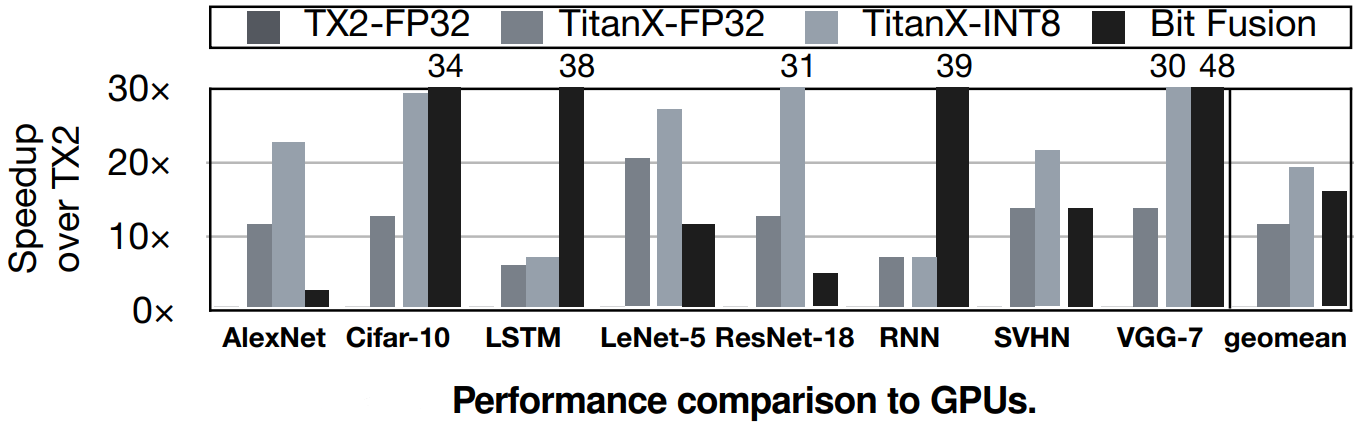 TX2-FP32 TitanX-FP32 TitanX-INT8 Bit Fusion
34 38 31 39 30 48
Speedup
over TX2
30×
20×
10×
0×
AlexNet Cifar-10 LSTM LeNet-5 ResNet-18 RNN SVHN VGG-7 geomean
Performance comparison to GPUs.